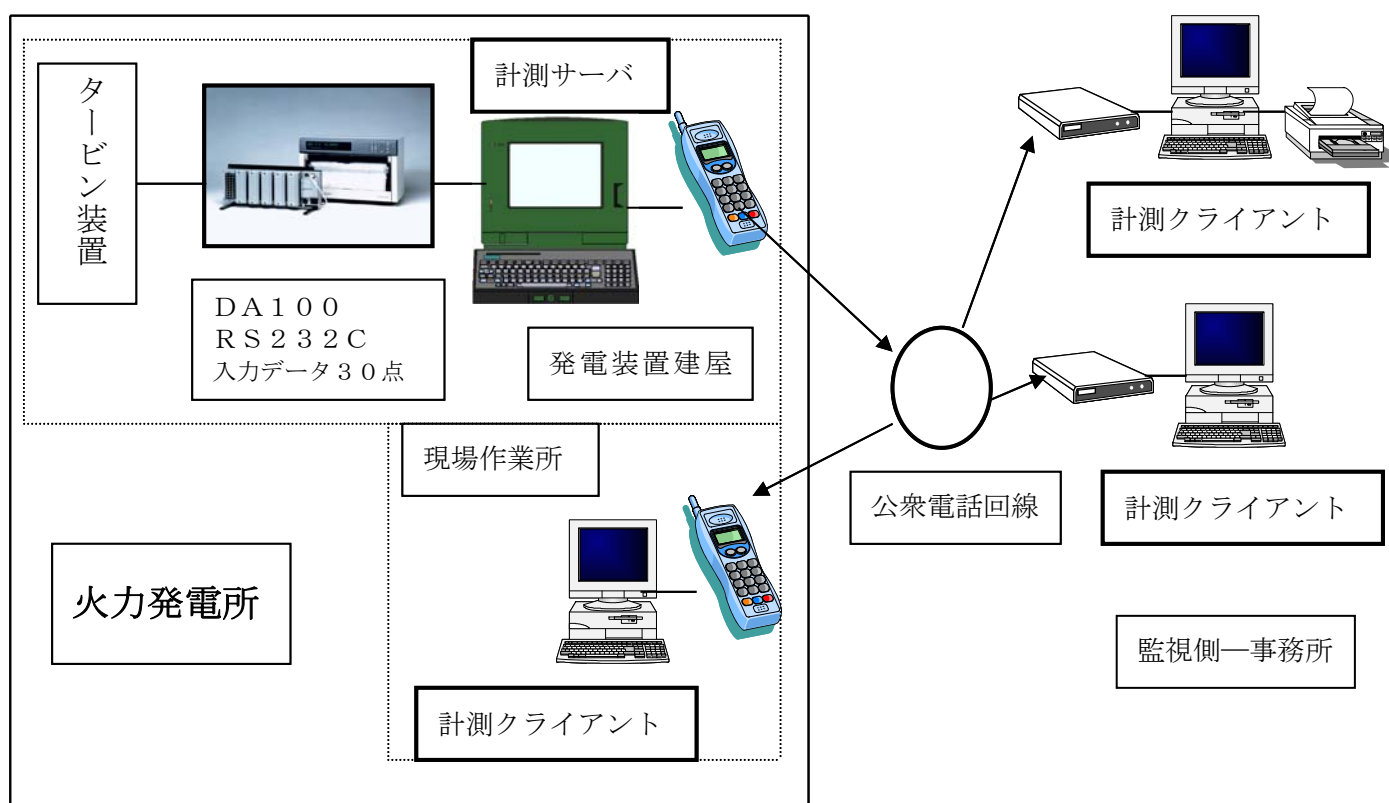 計測サーバ
タービン装置
DA100
RS232C
入力データ30点
発電装置建屋
現場作業所
計測クライアント
火力発電所
公衆電話回線
計測クライアント
計測クライアント
監視側―事務所